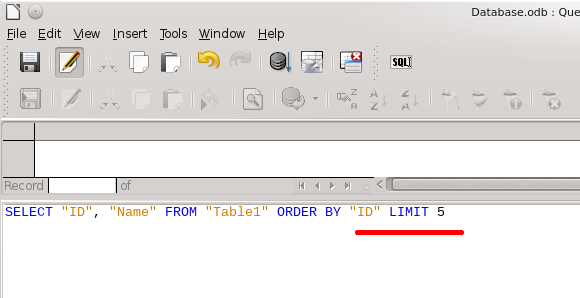 Database.odb : Que
File Edit View Insert Tools Window Help
SQL
Record of
SELECT "ID", "Name" FROM "Table1" ORDER BY "ID" LIMIT 5